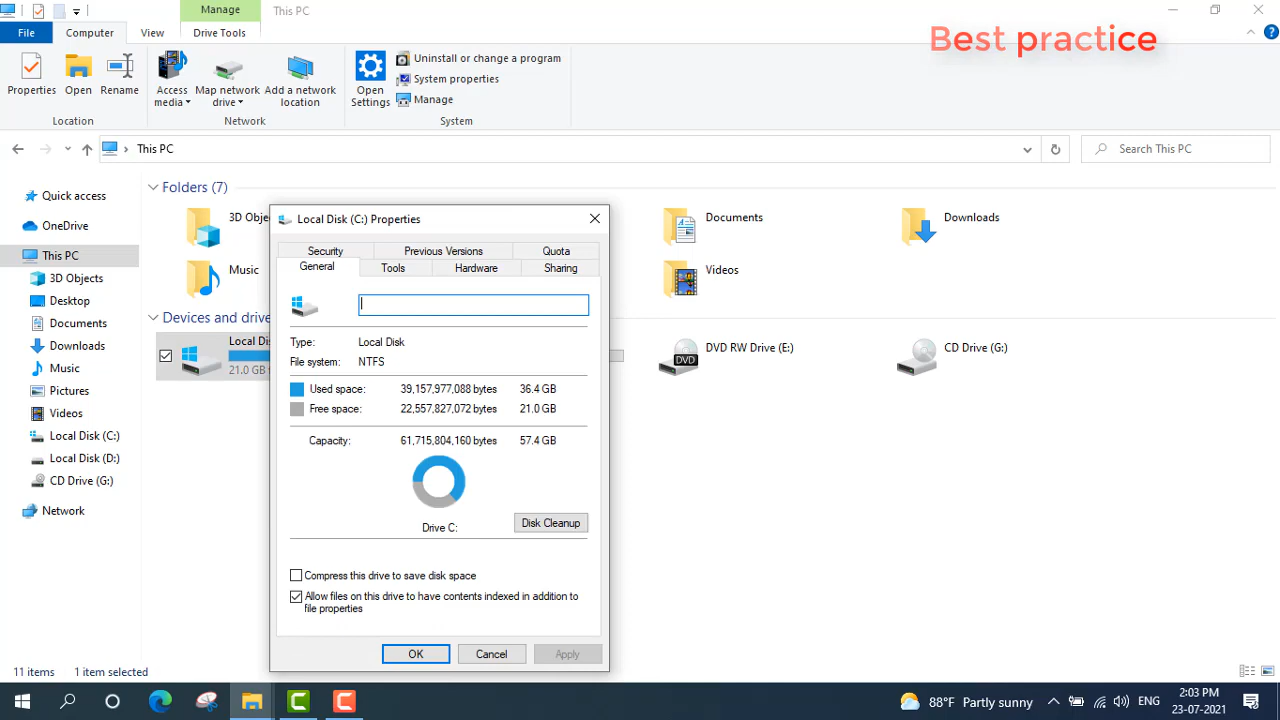 Manage
This PC
Best practice
File
Computer
View
Drive Tools
Properties
Open
Rename
Access media
Map network drive
Add a network location
Open Settings
Uninstall or change a program
System properties
Manage
Location
Network
System
This PC
Search This PC
Quick access
OneDrive
This PC
3D Objects
Desktop
Documents
Downloads
Music
Pictures
Videos
Local Disk (C:)
Local Disk (D:)
CD Drive (G:)
Network
Folders (7)
3D Obje
Music
Documents
Downloads
Videos
Devices and drive
Local Dis
21.0 GB
DVD
DVD RW Drive (E:)
CD Drive (G:)
Local Disk (C:) Properties
Security
Previous Versions
Quota
General
Tools
Hardware
Sharing
Type: Local Disk
File system: NTFS
Used space: 39,157,977,088 bytes 36.4 GB
Free space: 22,557,827,072 bytes 21.0 GB
Capacity: 61,715,804,160 bytes 57.4 GB
Drive C:
Disk Cleanup
Compress this drive to save disk space
Allow files on this drive to have contents indexed in addition to
file properties
OK
Cancel
Apply
11 items
1 item selected
88°F Partly sunny
ENG
2:03 PM
23-07-2021